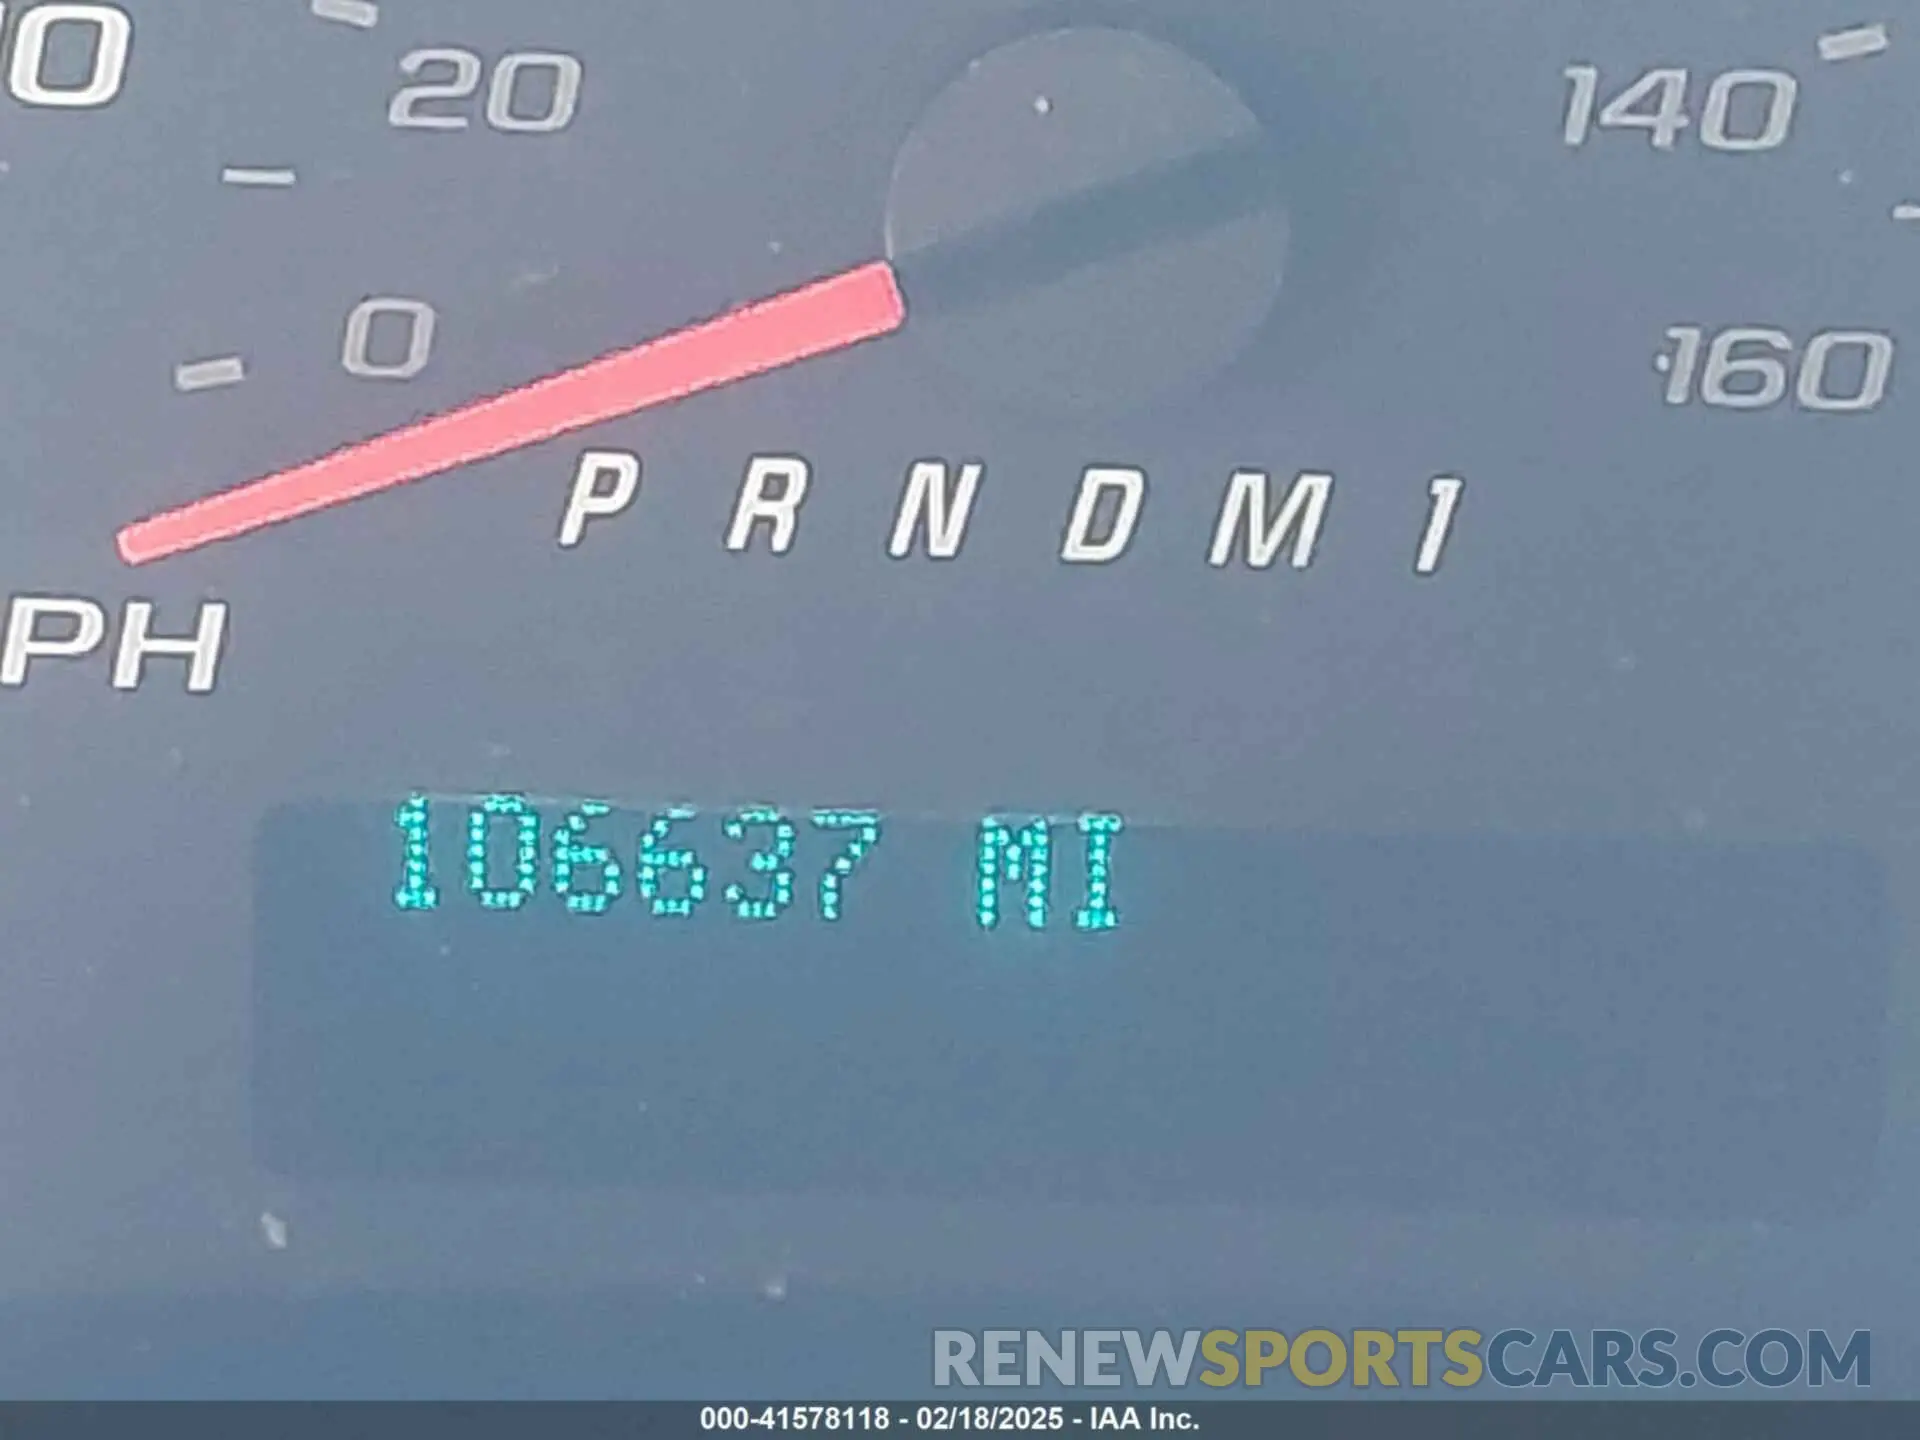 20
140
0
160
P R N D M 1
PH
106637 MI
RENEWSPORTSCARS.COM
000-41578118 - 02/18/2025 - IAA Inc.